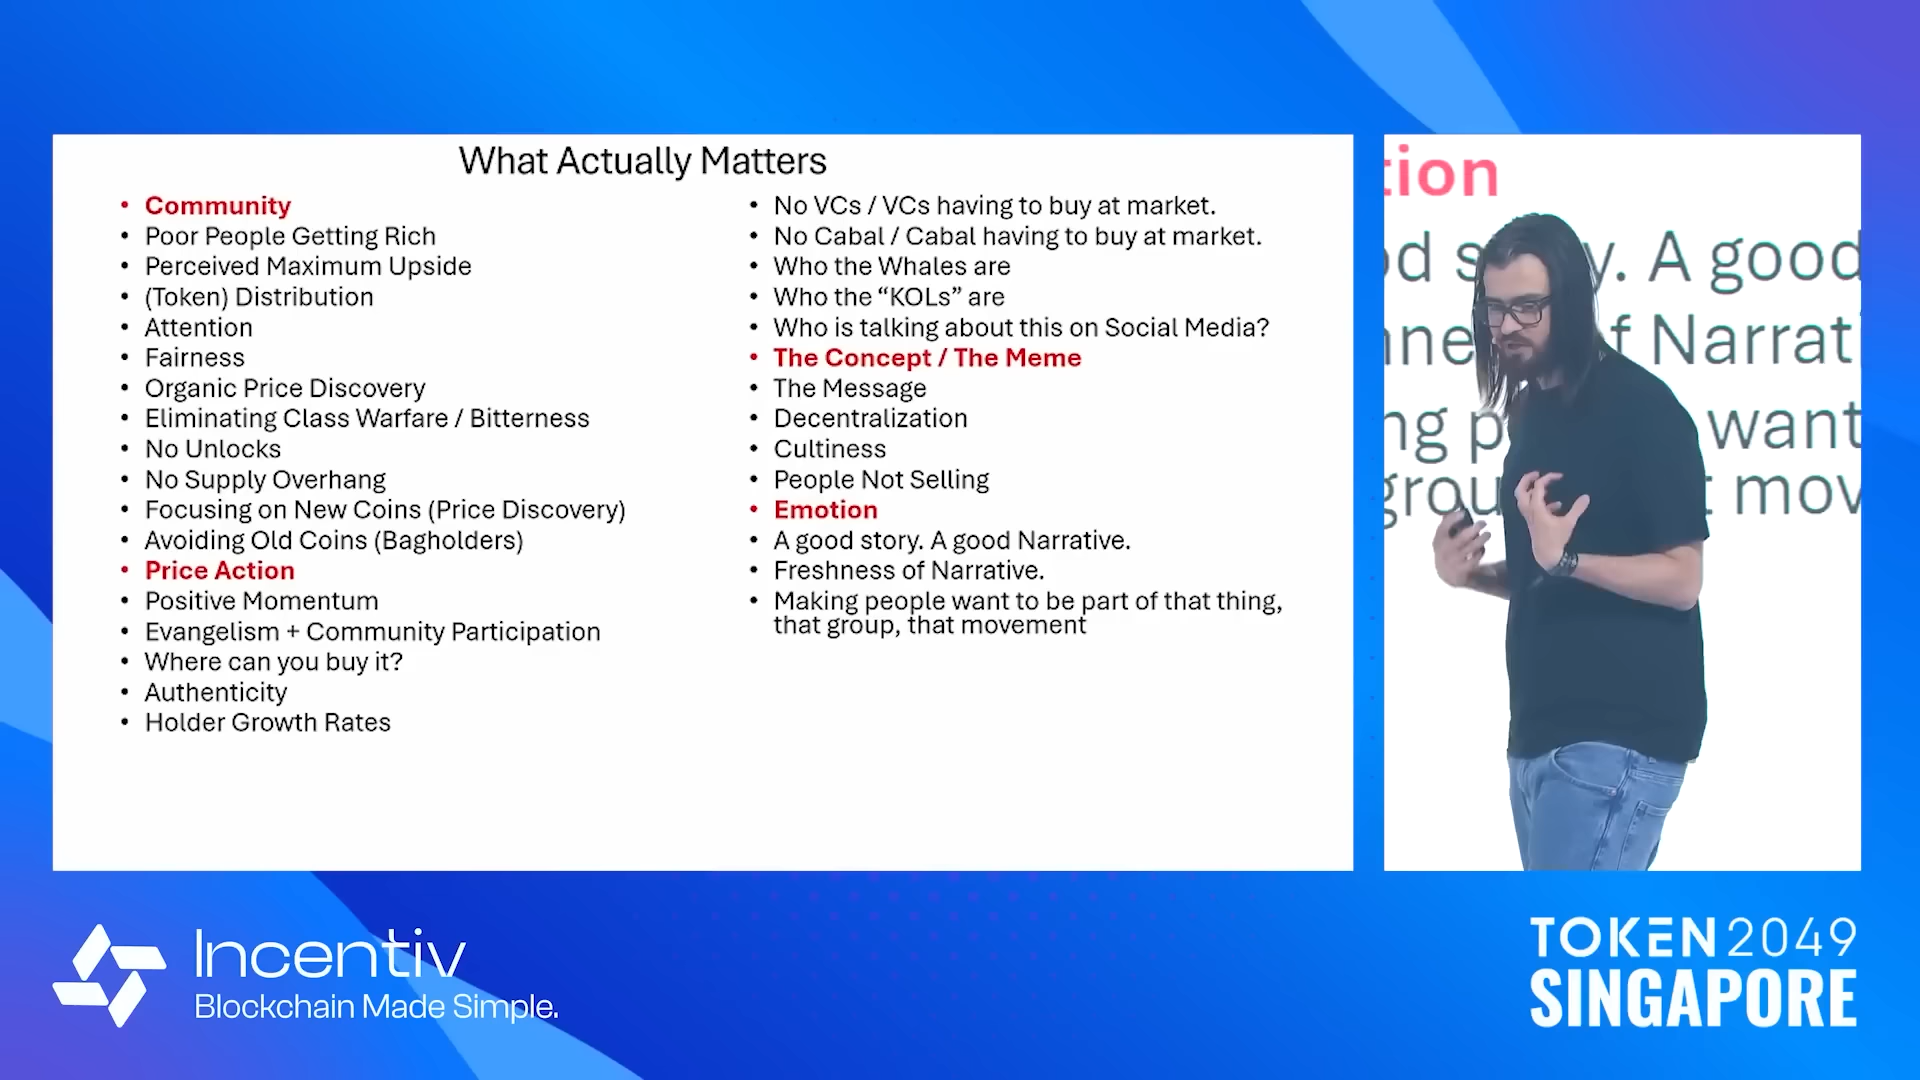 What Actually Matters
Community
Poor People Getting Rich
Perceived Maximum Upside
(Token) Distribution
Attention
Fairness
Organic Price Discovery
Eliminating Class Warfare / Bitterness
No Unlocks
No Supply Overhang
Focusing on New Coins (Price Discovery)
Avoiding Old Coins (Bagholders)
Price Action
Positive Momentum
Evangelism + Community Participation
Where can you buy it?
Authenticity
Holder Growth Rates
No VCs / VCs having to buy at market.
No Cabal / Cabal having to buy at market.
Who the Whales are
Who the “KOLs” are
Who is talking about this on Social Media?
The Concept / The Meme
The Message
Decentralization
Cultiness
People Not Selling
Emotion
A good story. A good Narrative.
Freshness of Narrative.
Making people want to be part of that thing,
that group, that movement
tion
A good
f Narrat
want
mov
Incentiv
Blockchain Made Simple.
TOKEN2049
SINGAPORE